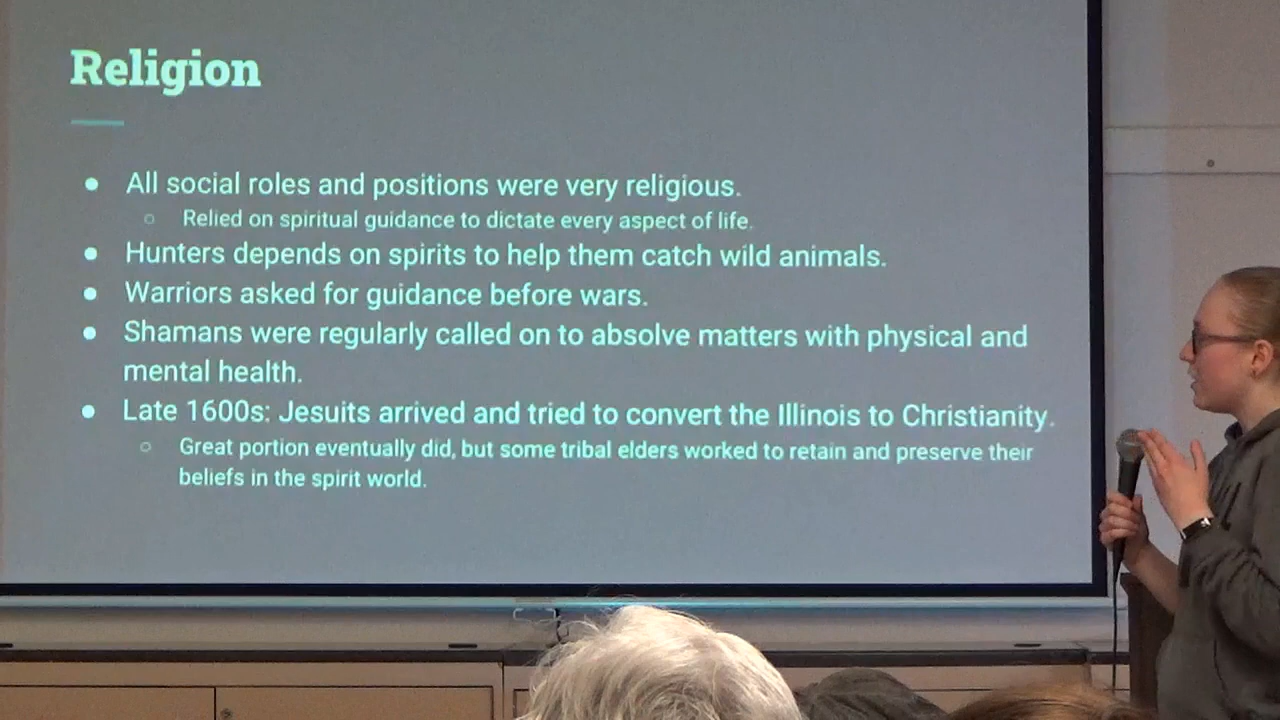 Religion
● All social roles and positions were very religious.
○ Relied on spiritual guidance to dictate every aspect of life.
● Hunters depends on spirits to help them catch wild animals.
● Warriors asked for guidance before wars.
● Shamans were regularly called on to absolve matters with physical and
mental health.
● Late 1600s: Jesuits arrived and tried to convert the Illinois to Christianity.
○ Great portion eventually did, but some tribal elders worked to retain and preserve their
beliefs in the spirit world.